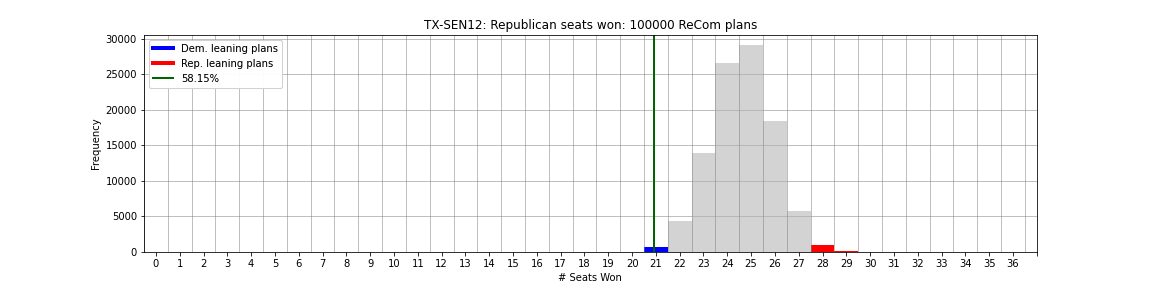 TX-SEN12: Republican seats won: 100000 ReCom plans
Dem. leaning plans
Rep. leaning plans
58.15%
Frequency
30000
25000
20000
15000
10000
5000
0
0 1 2 3 4 5 6 7 8 9 10 11 12 13 14 15 16 17 18 19 20 21 22 23 24 25 26 27 28 29 30 31 32 33 34 35 36
# Seats Won